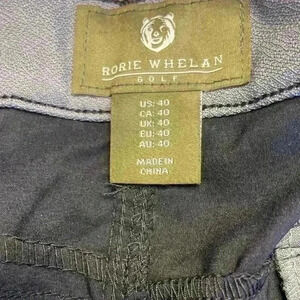 RORIE WHELAN
GOLF
US: 40
CA: 40
UK: 40
EU: 40
AU: 40
MADE IN
CHINA